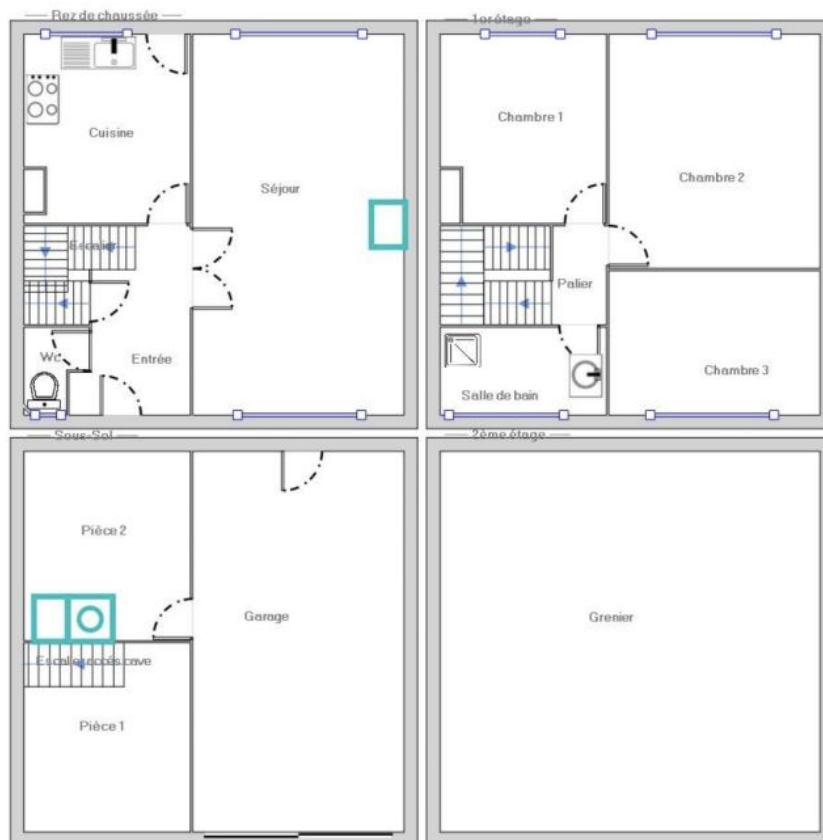 Rez de chaussée
Cuisine
Séjour
Escalier
Wc
Entrée
1er étage
Chambre 1
Chambre 2
Palier
Chambre 3
Salle de bain
Sous-Sol
Pièce 2
Garage
Escalier accés cave
Pièce 1
2ème étage
Grenier